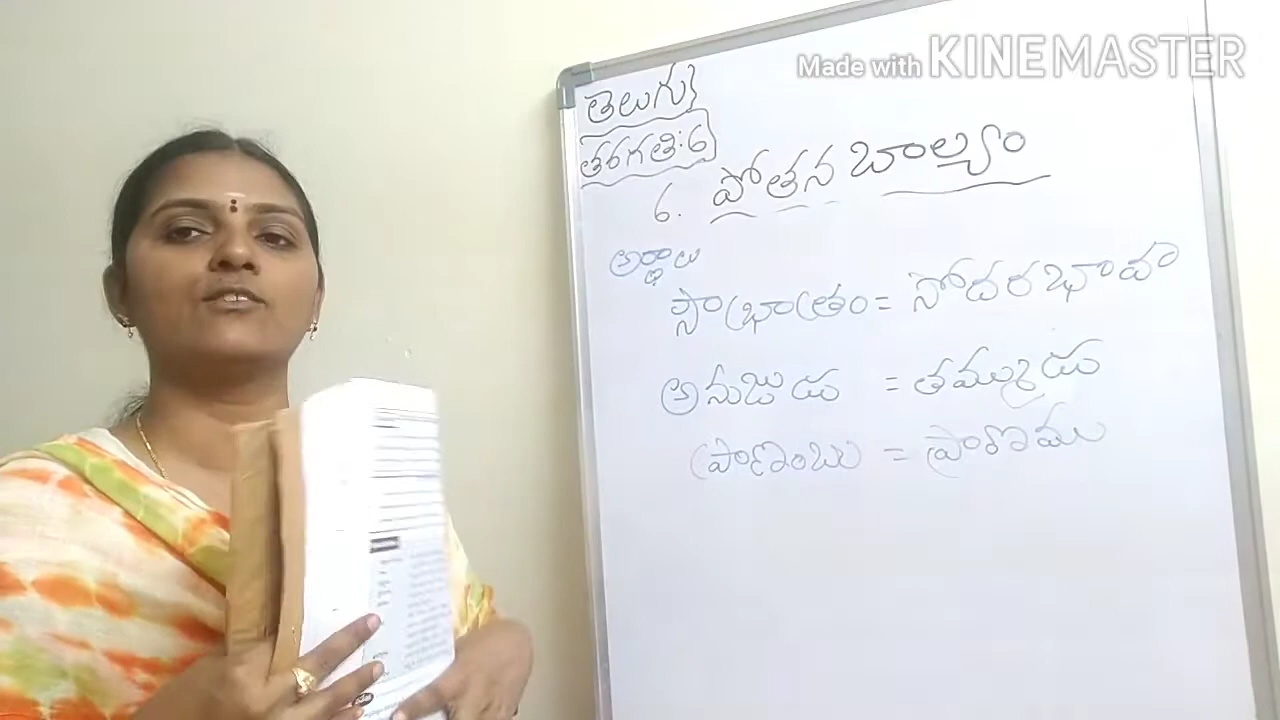 Made with KINEMASTER
తెలుగు
తరగతి:6
6. పోతన బాల్యం
అర్థాలు
సౌభ్రాత్రం = సోదరభావం
అనుజుడు = తమ్ముడు
ప్రాణంబు = ప్రాణము